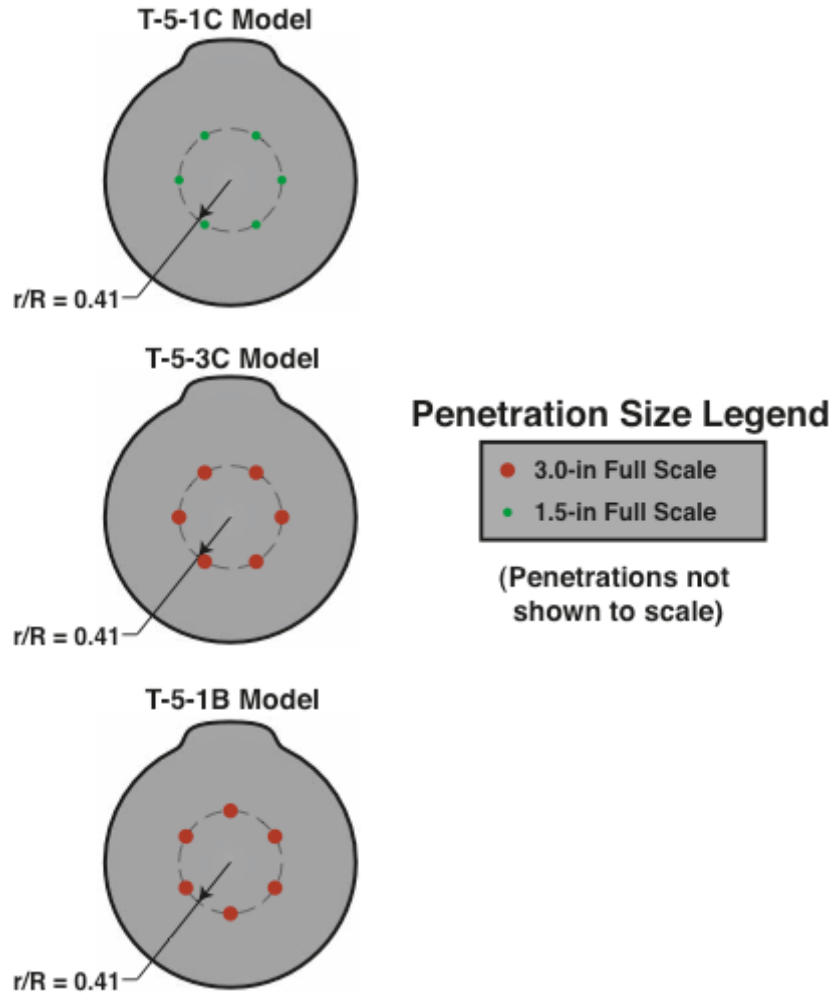 T-5-1C Model
r/R = 0.41
T-5-3C Model
Penetration Size Legend
3.0-in Full Scale
1.5-in Full Scale
(Penetrations not
shown to scale)
r/R = 0.41
T-5-1B Model
r/R = 0.41